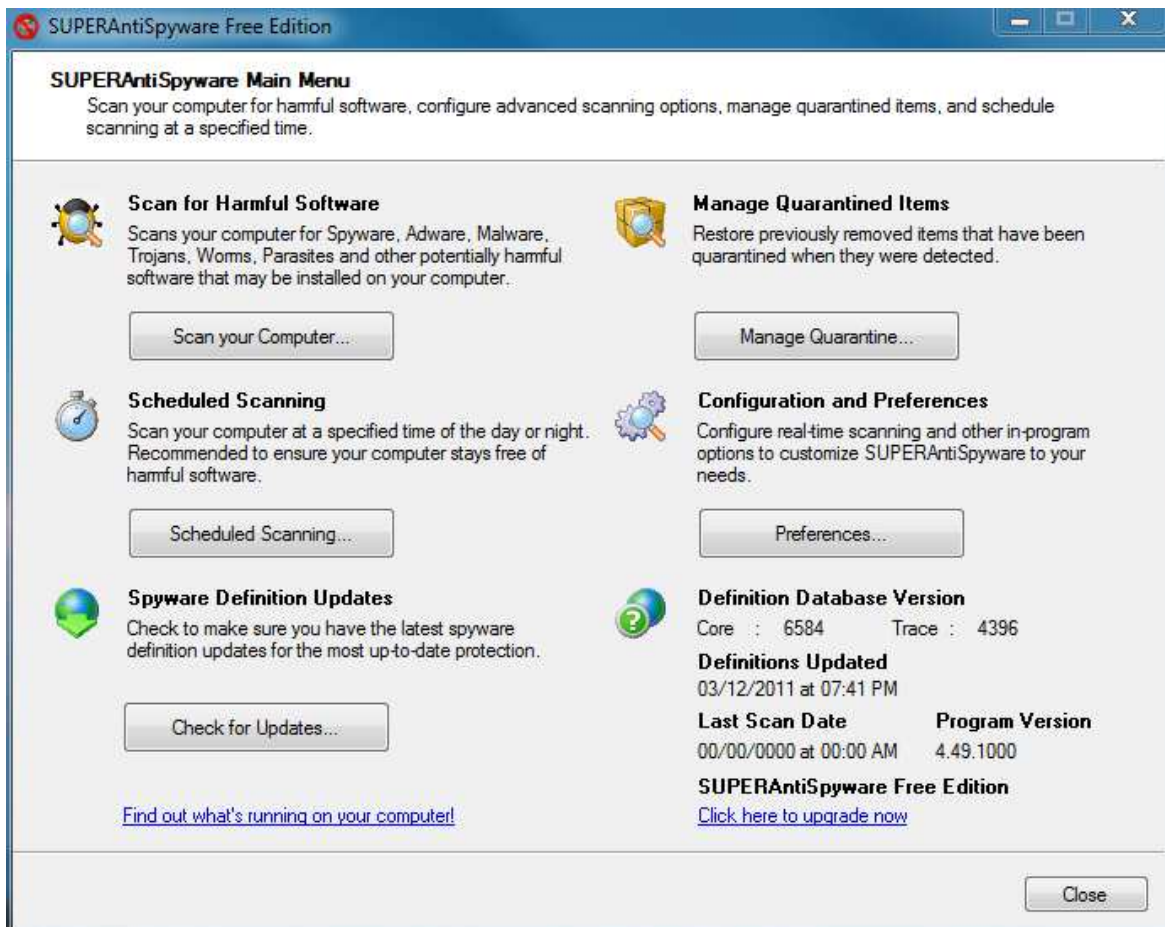 SUPERAntiSpyware Free Edition
SUPERAntiSpyware Main Menu
Scan your computer for harmful software, configure advanced scanning options, manage quarantined items, and schedule
scanning at a specified time.
Scan for Harmful Software
Scans your computer for Spyware, Adware, Malware,
Trojans, Worms, Parasites and other potentially harmful
software that may be installed on your computer.
Scan your Computer...
Manage Quarantined Items
Restore previously removed items that have been
quarantined when they were detected.
Manage Quarantine...
Scheduled Scanning
Scan your computer at a specified time of the day or night.
Recommended to ensure your computer stays free of
harmful software.
Scheduled Scanning...
Configuration and Preferences
Configure real-time scanning and other in-program
options to customize SUPERAntiSpyware to your
needs.
Preferences...
Spyware Definition Updates
Check to make sure you have the latest spyware
definition updates for the most up-to-date protection.
Check for Updates...
Find out what's running on your computer!
Definition Database Version
Core : 6584 Trace : 4396
Definitions Updated
03/12/2011 at 07:41 PM
Last Scan Date Program Version
00/00/0000 at 00:00 AM 4.49.1000
SUPERAntiSpyware Free Edition
Click here to upgrade now
Close